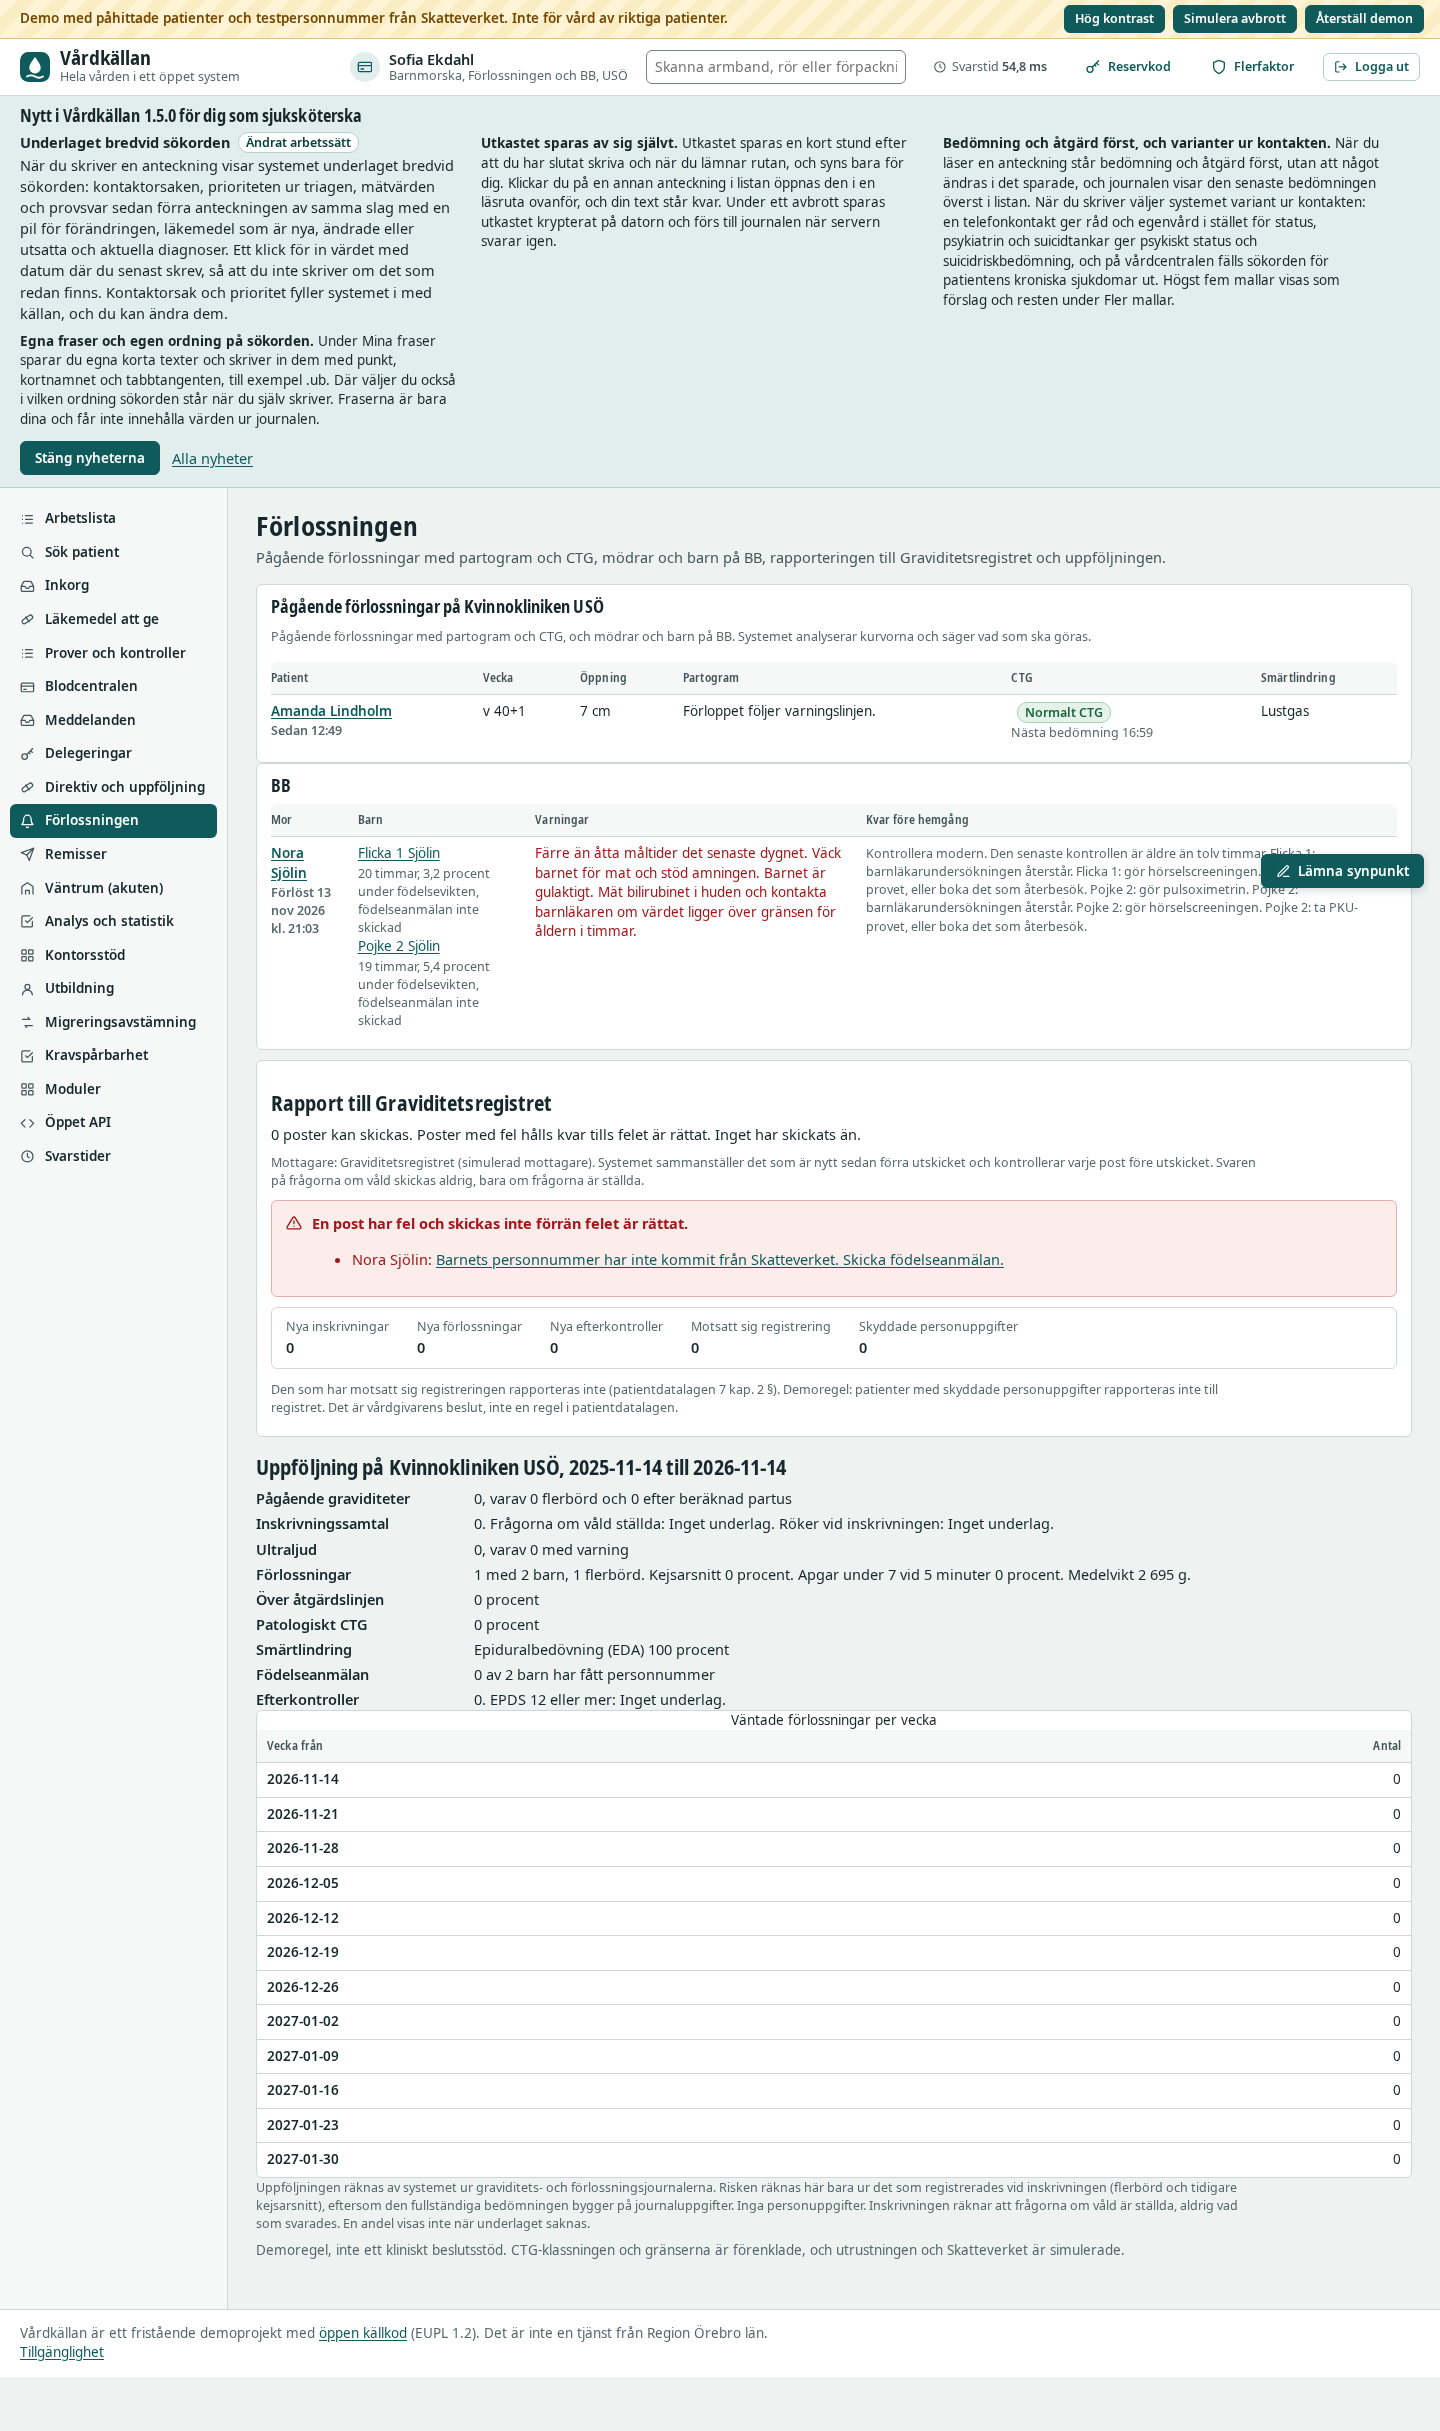 Demo med påhittade patienter och testpersonnummer från Skatteverket. Inte för vård av riktiga patienter.
Hög kontrast
Simulera avbrott
Återställ demon
Vårdkällan
Hela vården i ett öppet system
Sofia Ekdahl
Barnmorska, Förlossningen och BB, USÖ
Skanna armband, rör eller förpackni
Svarstid 54,8 ms
Reservkod
Flerfaktor
Logga ut
Nytt i Vårdkällan 1.5.0 för dig som sjuksköterska
Underlaget bredvid sökorden Ändrat arbetssätt
När du skriver en anteckning visar systemet underlaget bredvid
sökorden: kontaktorsaken, prioriteten ur triagen, mätvärden
och provsvar sedan förra anteckningen av samma slag med en
pil för förändringen, läkemedel som är nya, ändrade eller
utsatta och aktuella diagnoser. Ett klick för in värdet med
datum där du senast skrev, så att du inte skriver om det som
redan finns. Kontaktorsak och prioritet fyller systemet i med
källan, och du kan ändra dem.
Egna fraser och egen ordning på sökorden. Under Mina fraser
sparar du egna korta texter och skriver in dem med punkt,
kortnamnet och tabbtangenten, till exempel .ub. Där väljer du också
i vilken ordning sökorden står när du själv skriver. Fraserna är bara
dina och får inte innehålla värden ur journalen.
Utkastet sparas av sig självt. Utkastet sparas en kort stund efter
att du har slutat skriva och när du lämnar rutan, och syns bara för
dig. Klickar du på en annan anteckning i listan öppnas den i en
läsruta ovanför, och din text står kvar. Under ett avbrott sparas
utkastet krypterat på datorn och förs till journalen när servern
svarar igen.
Bedömning och åtgärd först, och varianter ur kontakten. När du
läser en anteckning står bedömning och åtgärd först, utan att något
ändras i det sparade, och journalen visar den senaste bedömningen
överst i listan. När du skriver väljer systemet variant ur kontakten:
en telefonkontakt ger råd och egenvård i stället för status,
psykiatrin och suicidtankar ger psykiskt status och
suicidriskbedömning, och på vårdcentralen fälls sökorden för
patientens kroniska sjukdomar ut. Högst fem mallar visas som
förslag och resten under Fler mallar.
Stäng nyheterna
Alla nyheter
Arbetslista
Sök patient
Inkorg
Läkemedel att ge
Prover och kontroller
Blodcentralen
Meddelanden
Delegeringar
Direktiv och uppföljning
Förlossningen
Remisser
Väntrum (akuten)
Analys och statistik
Kontorsstöd
Utbildning
Migreringsavstämning
Kravspårbarhet
Moduler
Öppet API
Svarstider
Förlossningen
Pågående förlossningar med partogram och CTG, mödrar och barn på BB, rapporteringen till Graviditetsregistret och uppföljningen.
Pågående förlossningar på Kvinnokliniken USÖ
Pågående förlossningar med partogram och CTG, och mödrar och barn på BB. Systemet analyserar kurvorna och säger vad som ska göras.
Patient Vecka Öppning Partogram CTG Smärtlindring
Amanda Lindholm v 40+1 7 cm Förloppet följer varningslinjen. Normalt CTG Lustgas
Sedan 12:49 Nästa bedömning 16:59
BB
Mor Barn Varningar Kvar före hemgång
Nora
Sjölin
Förlöst 13
nov 2026
kl. 21:03
Flicka 1 Sjölin
20 timmar, 3,2 procent
under födelsevikten,
födelseanmälan inte
skickad
Pojke 2 Sjölin
19 timmar, 5,4 procent
under födelsevikten,
födelseanmälan inte
skickad
Färre än åtta måltider det senaste dygnet. Väck
barnet för mat och stöd amningen. Barnet är
gulaktigt. Mät bilirubinet i huden och kontakta
barnläkaren om värdet ligger över gränsen för
åldern i timmar.
Kontrollera modern. Den senaste kontrollen är äldre än tolv timmar. Flicka 1:
barnläkarundersökningen återstår. Flicka 1: gör hörselscreeningen.
provet, eller boka det som återbesök. Pojke 2: gör pulsoximetrin. Pojke 2:
barnläkarundersökningen återstår. Pojke 2: gör hörselscreeningen. Pojke 2: ta PKU-
provet, eller boka det som återbesök.
Lämna synpunkt
Rapport till Graviditetsregistret
0 poster kan skickas. Poster med fel hålls kvar tills felet är rättat. Inget har skickats än.
Mottagare: Graviditetsregistret (simulerad mottagare). Systemet sammanställer det som är nytt sedan förra utskicket och kontrollerar varje post före utskicket. Svaren
på frågorna om våld skickas aldrig, bara om frågorna är ställda.
En post har fel och skickas inte förrän felet är rättat.
• Nora Sjölin: Barnets personnummer har inte kommit från Skatteverket. Skicka födelseanmälan.
Nya inskrivningar Nya förlossningar Nya efterkontroller Motsatt sig registrering Skyddade personuppgifter
0 0 0 0 0
Den som har motsatt sig registreringen rapporteras inte (patientdatalagen 7 kap. 2 §). Demoregel: patienter med skyddade personuppgifter rapporteras inte till
registret. Det är vårdgivarens beslut, inte en regel i patientdatalagen.
Uppföljning på Kvinnokliniken USÖ, 2025-11-14 till 2026-11-14
Pågående graviditeter 0, varav 0 flerbörd och 0 efter beräknad partus
Inskrivningssamtal 0. Frågorna om våld ställda: Inget underlag. Röker vid inskrivningen: Inget underlag.
Ultraljud 0, varav 0 med varning
Förlossningar 1 med 2 barn, 1 flerbörd. Kejsarsnitt 0 procent. Apgar under 7 vid 5 minuter 0 procent. Medelvikt 2 695 g.
Över åtgärdslinjen 0 procent
Patologiskt CTG 0 procent
Smärtlindring Epiduralbedövning (EDA) 100 procent
Födelseanmälan 0 av 2 barn har fått personnummer
Efterkontroller 0. EPDS 12 eller mer: Inget underlag.
Väntade förlossningar per vecka
Vecka från Antal
2026-11-14 0
2026-11-21 0
2026-11-28 0
2026-12-05 0
2026-12-12 0
2026-12-19 0
2026-12-26 0
2027-01-02 0
2027-01-09 0
2027-01-16 0
2027-01-23 0
2027-01-30 0
Uppföljningen räknas av systemet ur graviditets- och förlossningsjournalerna. Risken räknas här bara ur det som registrerades vid inskrivningen (flerbörd och tidigare
kejsarsnitt), eftersom den fullständiga bedömningen bygger på journaluppgifter. Inga personuppgifter. Inskrivningen räknar att frågorna om våld är ställda, aldrig vad
som svarades. En andel visas inte när underlaget saknas.
Demoregel, inte ett kliniskt beslutsstöd. CTG-klassningen och gränserna är förenklade, och utrustningen och Skatteverket är simulerade.
Vårdkällan är ett fristående demoprojekt med öppen källkod (EUPL 1.2). Det är inte en tjänst från Region Örebro län.
Tillgänglighet